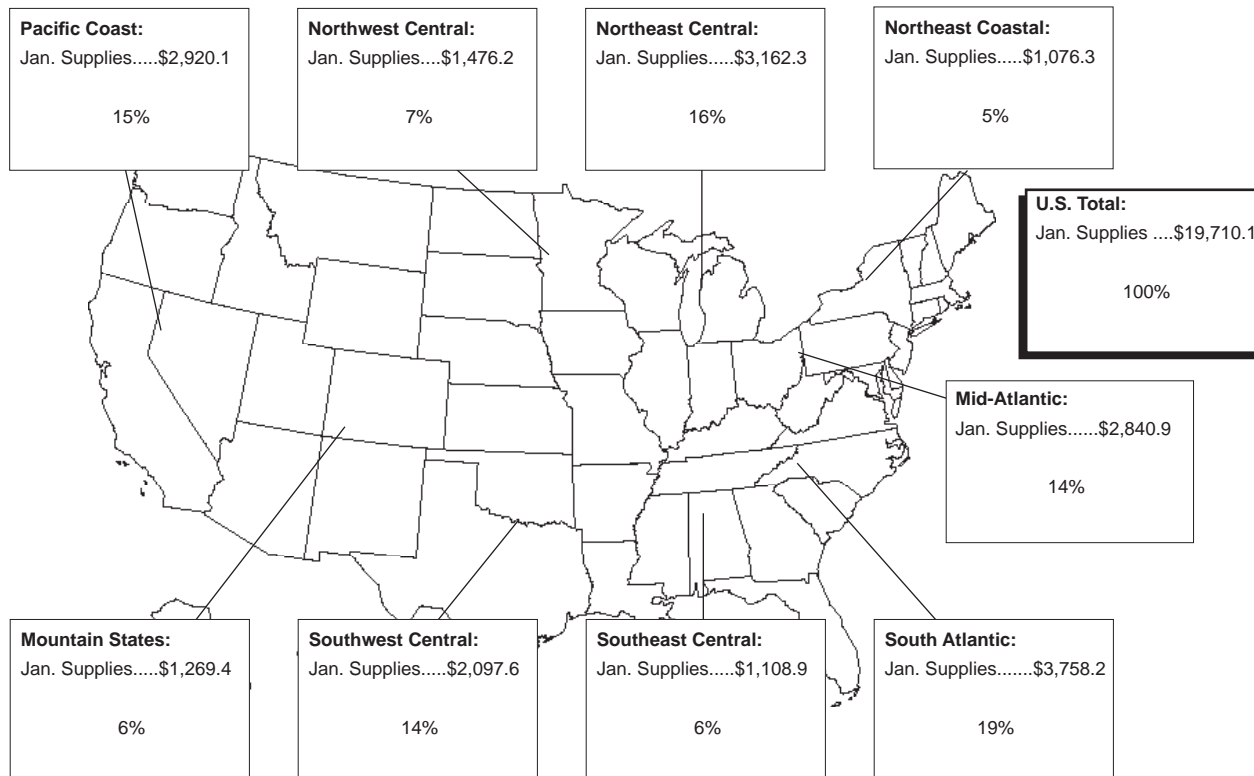 Pacific Coast:
Jan. Supplies.....$2,920.1
15%
Northwest Central:
Jan. Supplies....$1,476.2
7%
Northeast Central:
Jan. Supplies.....$3,162.3
16%
Northeast Coastal:
Jan. Supplies.....$1,076.3
5%
U.S. Total:
Jan. Supplies ....$19,710.1
100%
Mid-Atlantic:
Jan. Supplies......$2,840.9
14%
Mountain States:
Jan. Supplies.....$1,269.4
6%
Southwest Central:
Jan. Supplies.....$2,097.6
14%
Southeast Central:
Jan. Supplies.....$1,108.9
6%
South Atlantic:
Jan. Supplies.......$3,758.2
19%